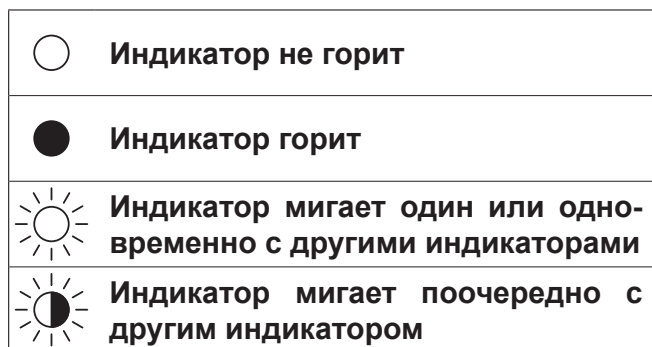 Индикатор не горит
Индикатор горит
Индикатор мигает один или одно-
временно с другими индикаторами
Индикатор мигает поочередно с
другим индикатором